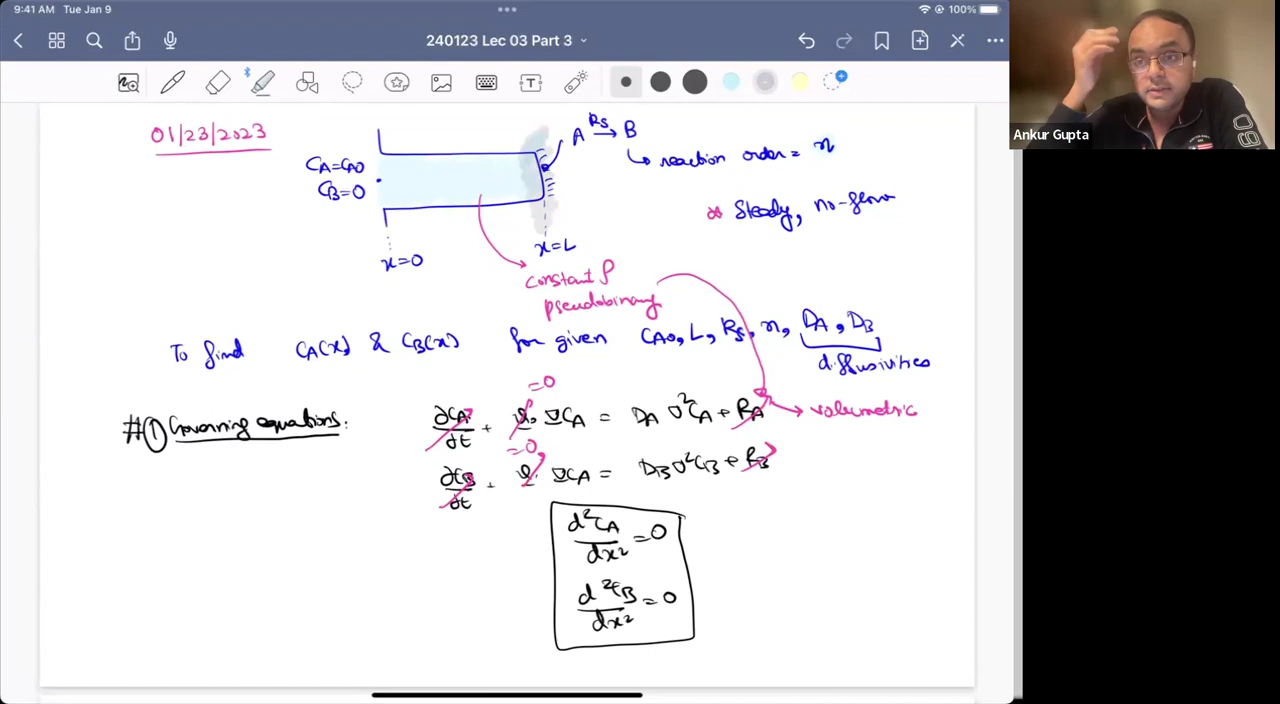 9:41 AM Tue Jan 9
100%
240123 Lec 03 Part 3
Ankur Gupta
01/23/2023
CA=CA0
CB=0
x=0
x=L
A Rs→ B
reaction order = n
* Steady, no-flow
constant ρ
pseudobinary
To find CA(x) & CB(x) for given CA0, L, Rs, n, DA, DB
diffusivities
#① Governing equations:
=0
∂CA/∂t + v·∇CA = DA ∇²CA + RA → volumetric
=0
∂CB/∂t + v·∇CA = DB ∇²CB + RB
d²CA/dx² = 0
d²CB/dx² = 0